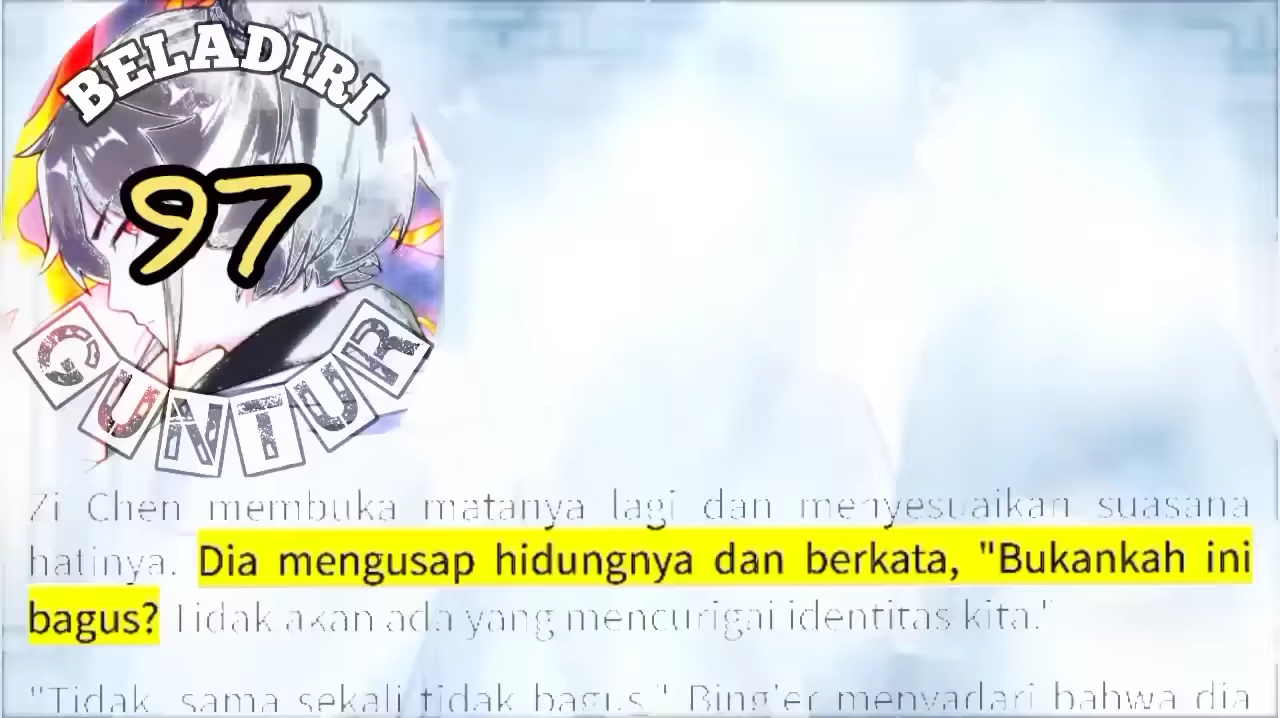 BELADIRI
97
GUNTUR
Zi Chen membuka matanya lagi dan menyesuaikan suasana
hatinya. Dia mengusap hidungnya dan berkata, "Bukankah ini
bagus? Tidak akan ada yang mencurigai identitas kita."
"Tidak, sama sekali tidak bagus," Bing'er menyadari bahwa dia